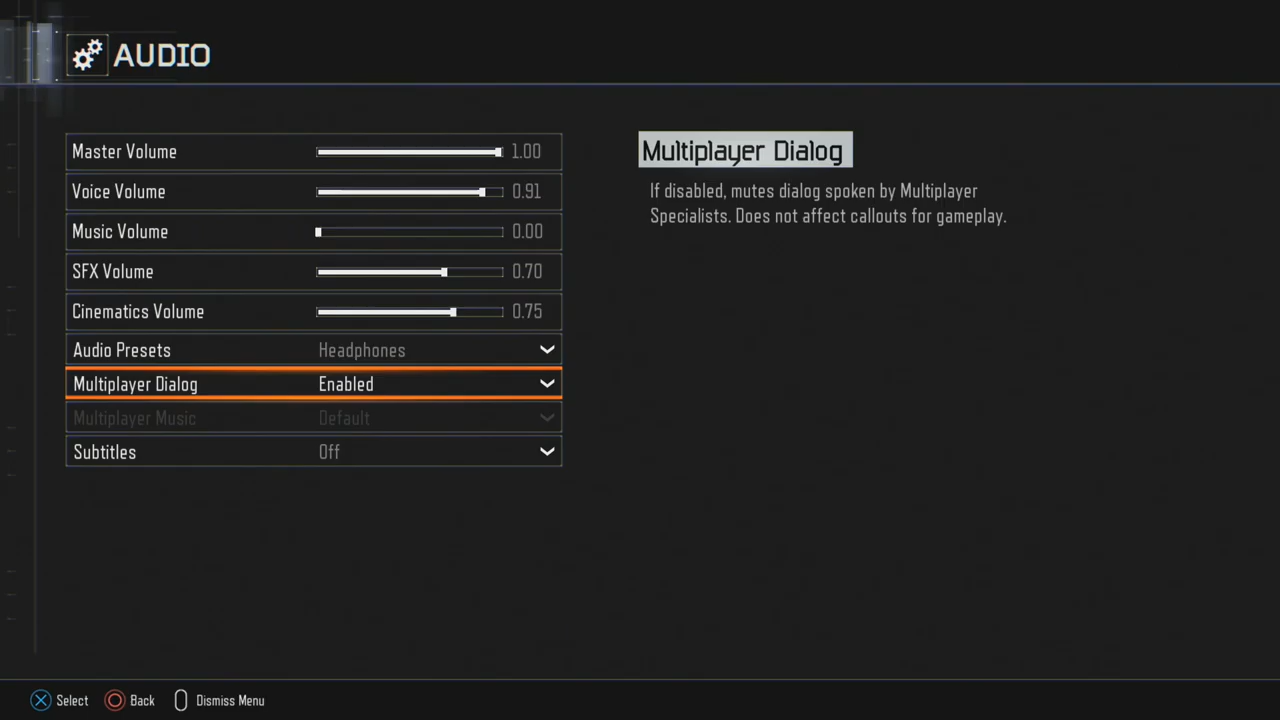 AUDIO
Master Volume 1.00
Voice Volume 0.91
Music Volume 0.00
SFX Volume 0.70
Cinematics Volume 0.75
Audio Presets Headphones
Multiplayer Dialog Enabled
Multiplayer Music Default
Subtitles Off
Multiplayer Dialog
If disabled, mutes dialog spoken by Multiplayer
Specialists. Does not affect callouts for gameplay.
Select Back Dismiss Menu